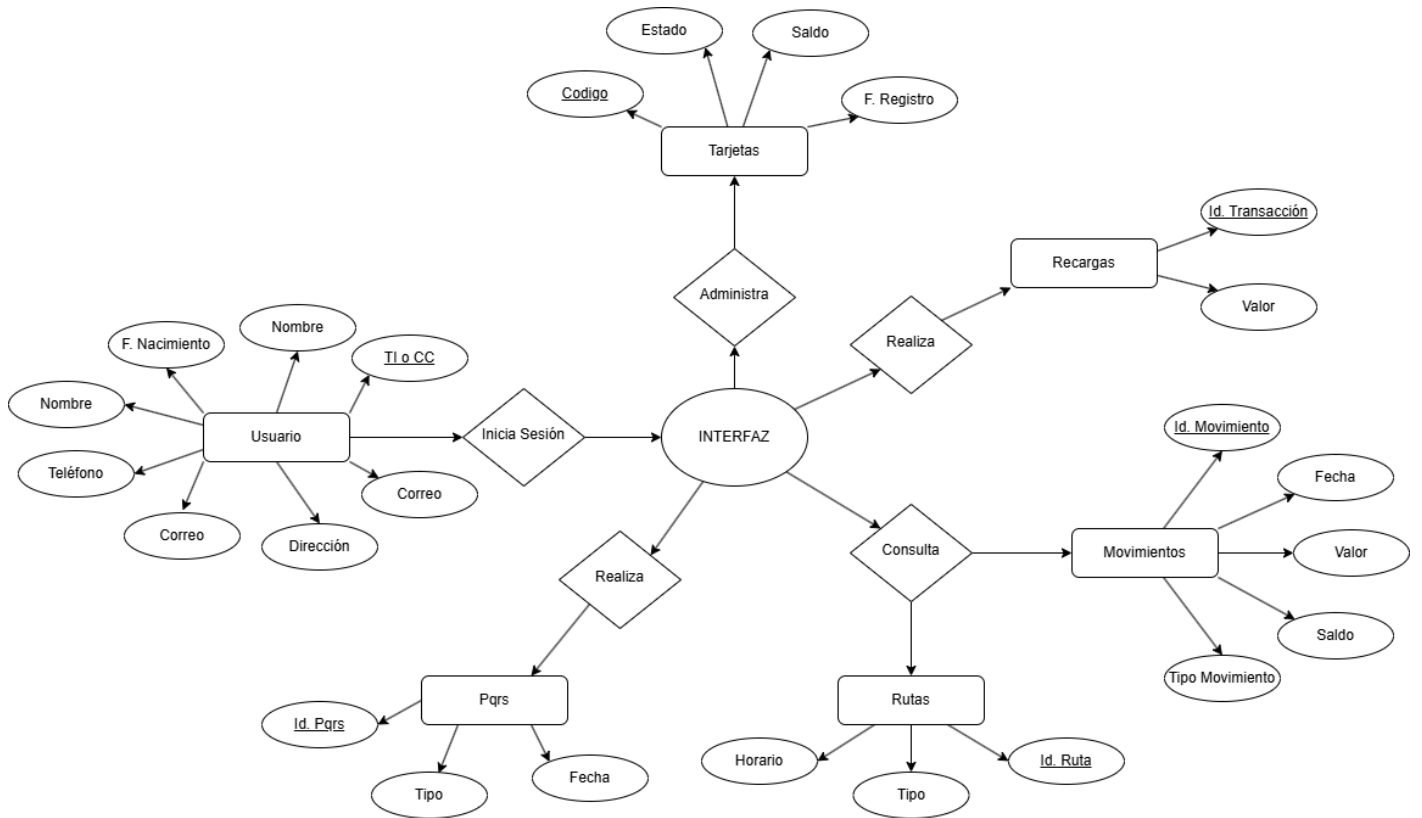 Estado
Saldo
Codigo
F. Registro
Tarjetas
Id. Transacción
Recargas
Administra
Valor
Nombre
F. Nacimiento
Realiza
TI o CC
Nombre
Usuario
Inicia Sesión
INTERFAZ
Id. Movimiento
Teléfono
Correo
Fecha
Correo
Dirección
Consulta
Movimientos
Valor
Realiza
Saldo
Tipo Movimiento
Pqrs
Rutas
Id. Pqrs
Horario
Id. Ruta
Fecha
Tipo
Tipo